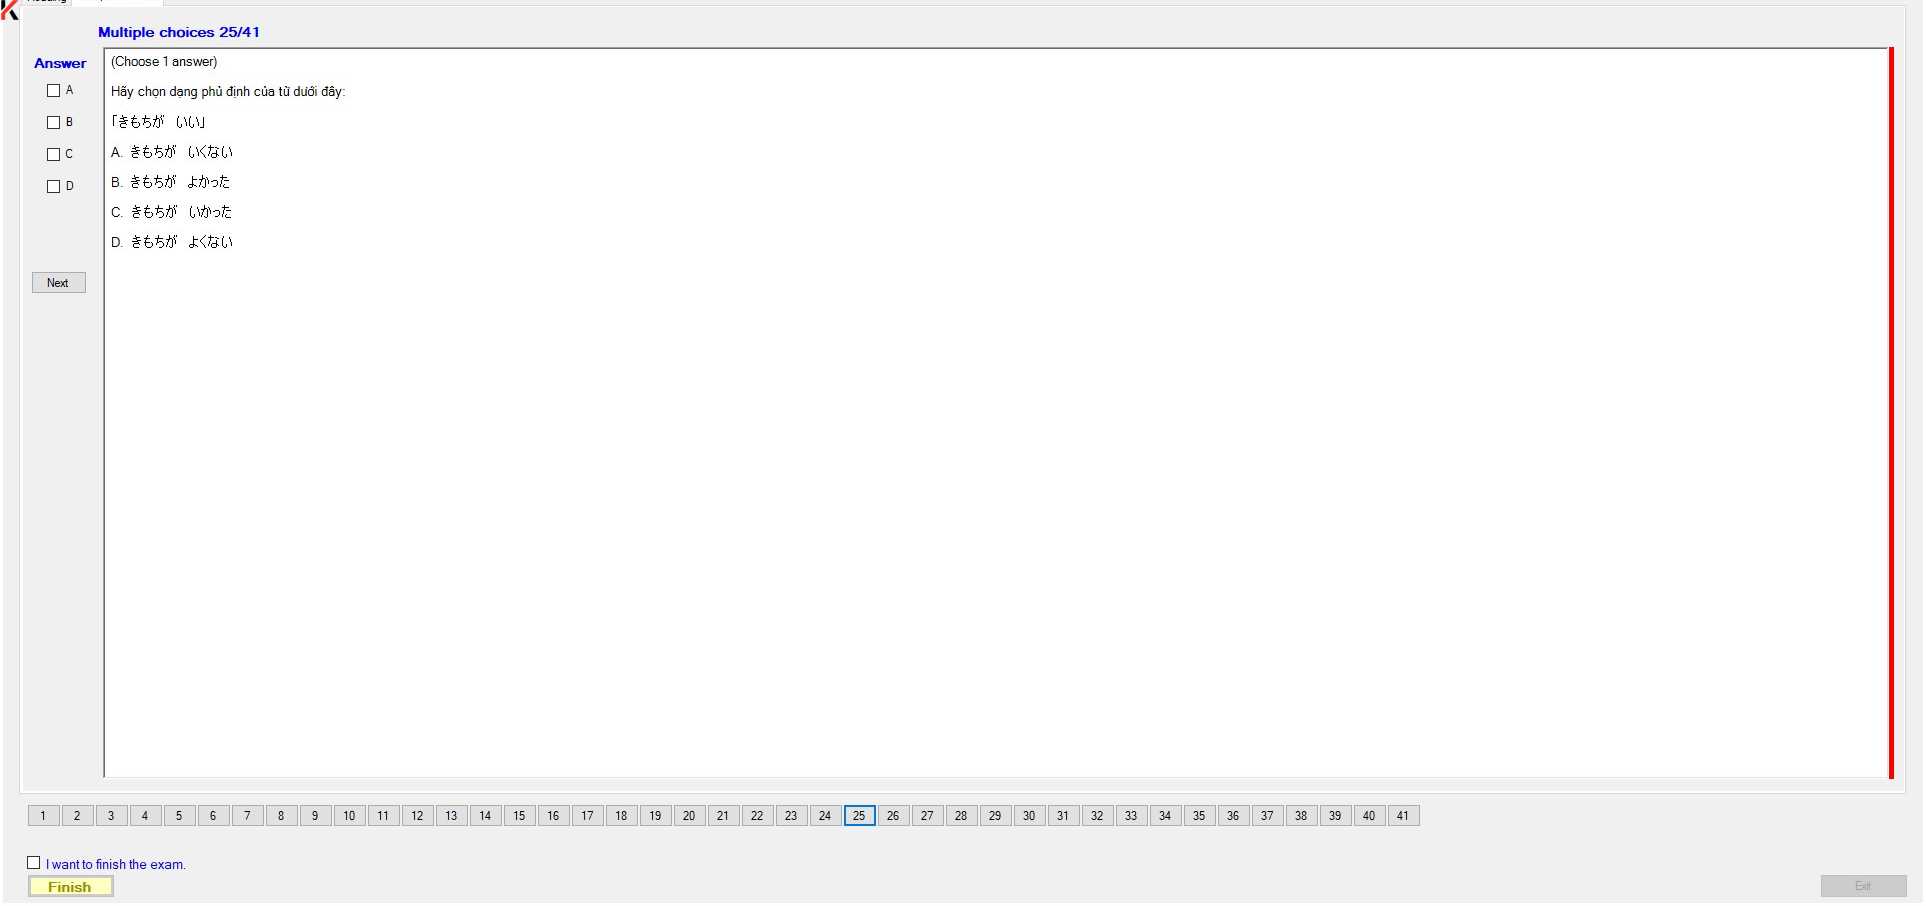 Multiple choices 25/41
Answer
(Choose 1 answer)
A
Hãy chọn dạng phủ định của từ dưới đây:
B
「きもちが　いい」
C
A. きもちが　いくない
D
B. きもちが　よかった
C. きもちが　いかった
D. きもちが　よくない
Next
1 2 3 4 5 6 7 8 9 10 11 12 13 14 15 16 17 18 19 20 21 22 23 24 25 26 27 28 29 30 31 32 33 34 35 36 37 38 39 40 41
I want to finish the exam.
Finish
Exit